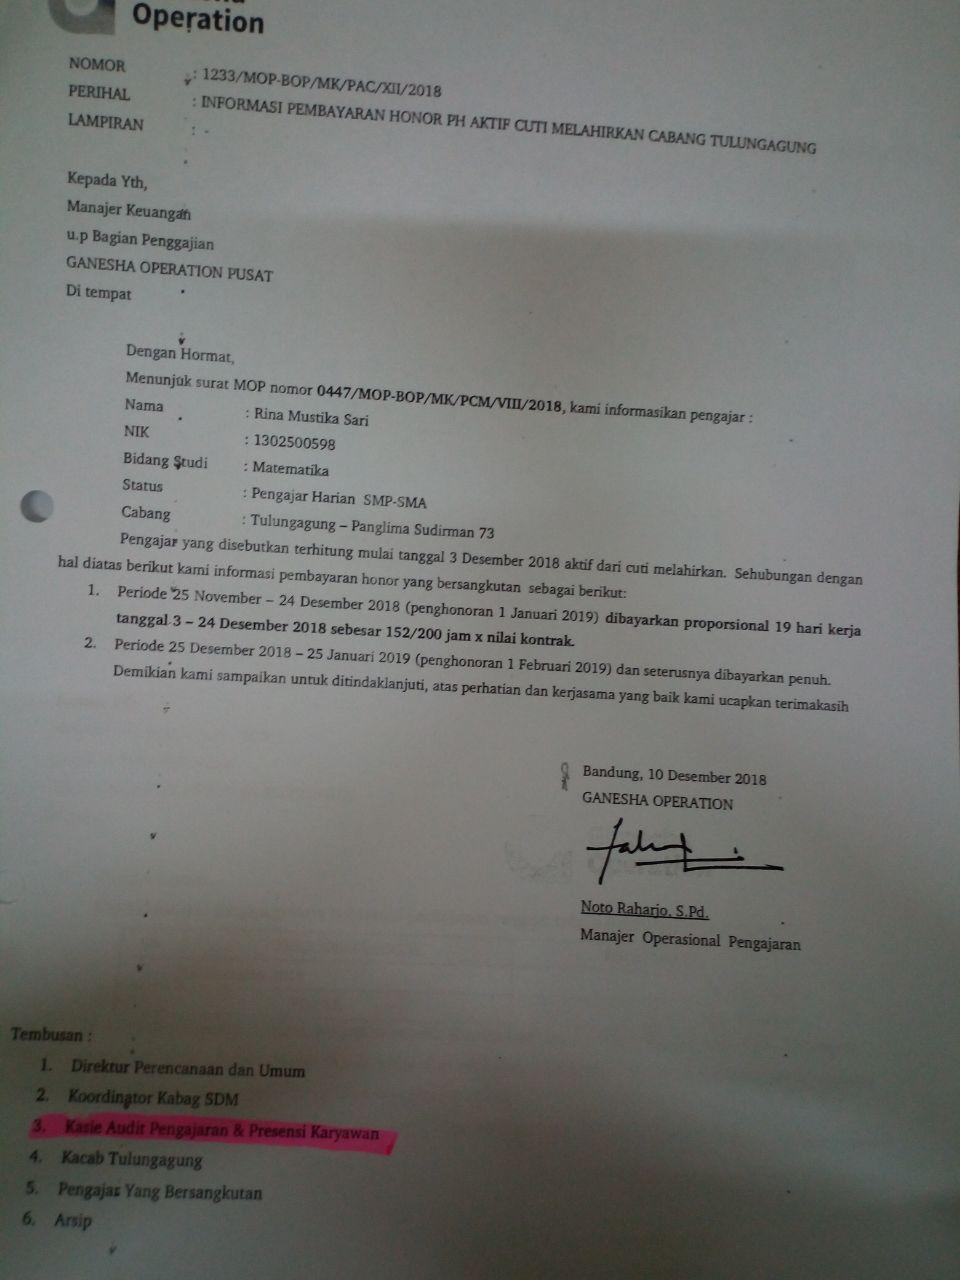 Operation
NOMOR : 1233/MOP-BOP/MK/PAC/XII/2018
PERIHAL : INFORMASI PEMBAYARAN HONOR PH AKTIF CUTI MELAHIRKAN CABANG TULUNGAGUNG
LAMPIRAN : -
Kepada Yth,
Manajer Keuangan
u.p Bagian Penggajian
GANESHA OPERATION PUSAT
Di tempat
Dengan Hormat,
Menunjuk surat MOP nomor 0447/MOP-BOP/MK/PCM/VIII/2018, kami informasikan pengajar :
Nama : Rina Mustika Sari
NIK : 1302500598
Bidang Studi : Matematika
Status : Pengajar Harian SMP-SMA
Cabang : Tulungagung – Panglima Sudirman 73
Pengajar yang disebutkan terhitung mulai tanggal 3 Desember 2018 aktif dari cuti melahirkan. Sehubungan dengan
hal diatas berikut kami informasi pembayaran honor yang bersangkutan sebagai berikut:
1. Periode 25 November – 24 Desember 2018 (penghonoran 1 Januari 2019) dibayarkan proporsional 19 hari kerja
tanggal 3 – 24 Desember 2018 sebesar 152/200 jam x nilai kontrak.
2. Periode 25 Desember 2018 – 25 Januari 2019 (penghonoran 1 Februari 2019) dan seterusnya dibayarkan penuh.
Demikian kami sampaikan untuk ditindaklanjuti, atas perhatian dan kerjasama yang baik kami ucapkan terimakasih
Bandung, 10 Desember 2018
GANESHA OPERATION
Noto Raharjo, S.Pd.
Manajer Operasional Pengajaran
Tembusan :
1. Direktur Perencanaan dan Umum
2. Koordinator Kabag SDM
3. Kasie Audit Pengajaran & Presensi Karyawan
4. Kacab Tulungagung
5. Pengajar Yang Bersangkutan
6. Arsip